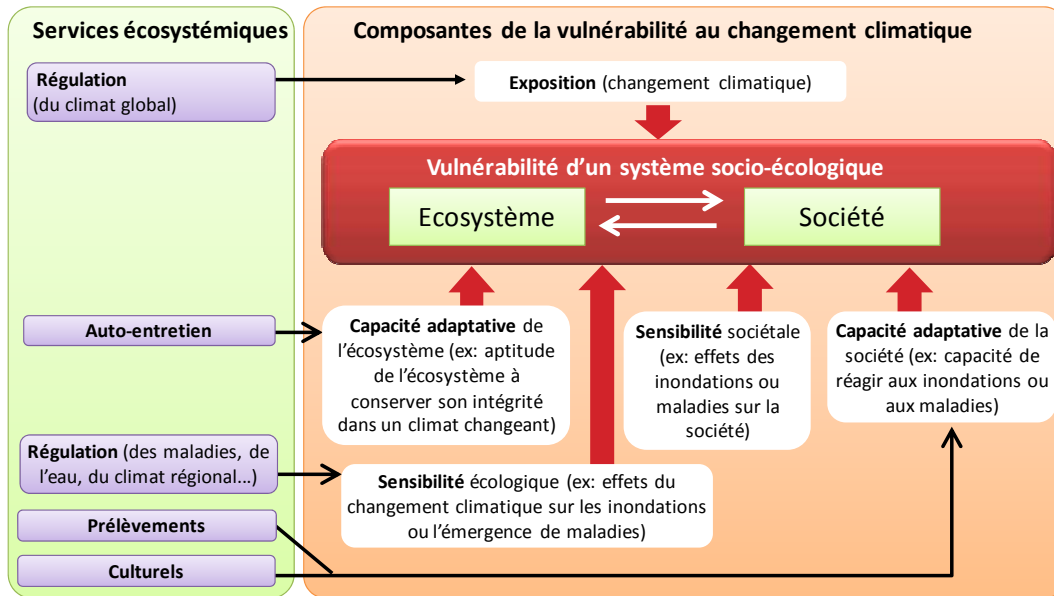 Services écosystémiques
Régulation
(du climat global)
Auto-entretien
Régulation (des maladies, de
l'eau, du climat régional...)
Prélèvements
Culturels
Composantes de la vulnérabilité au changement climatique
Exposition (changement climatique)
Vulnérabilité d'un système socio-écologique
Ecosystème
Société
Capacité adaptative de
l'écosystème (ex: aptitude
de l'écosystème à
conserver son intégrité
dans un climat changeant)
Sensibilité écologique (ex: effets du
changement climatique sur les inondations
ou l'émergence de maladies)
Sensibilité sociétale
(ex: effets des
inondations ou
maladies sur la
société)
Capacité adaptative de la
société (ex: capacité de
réagir aux inondations ou
aux maladies)